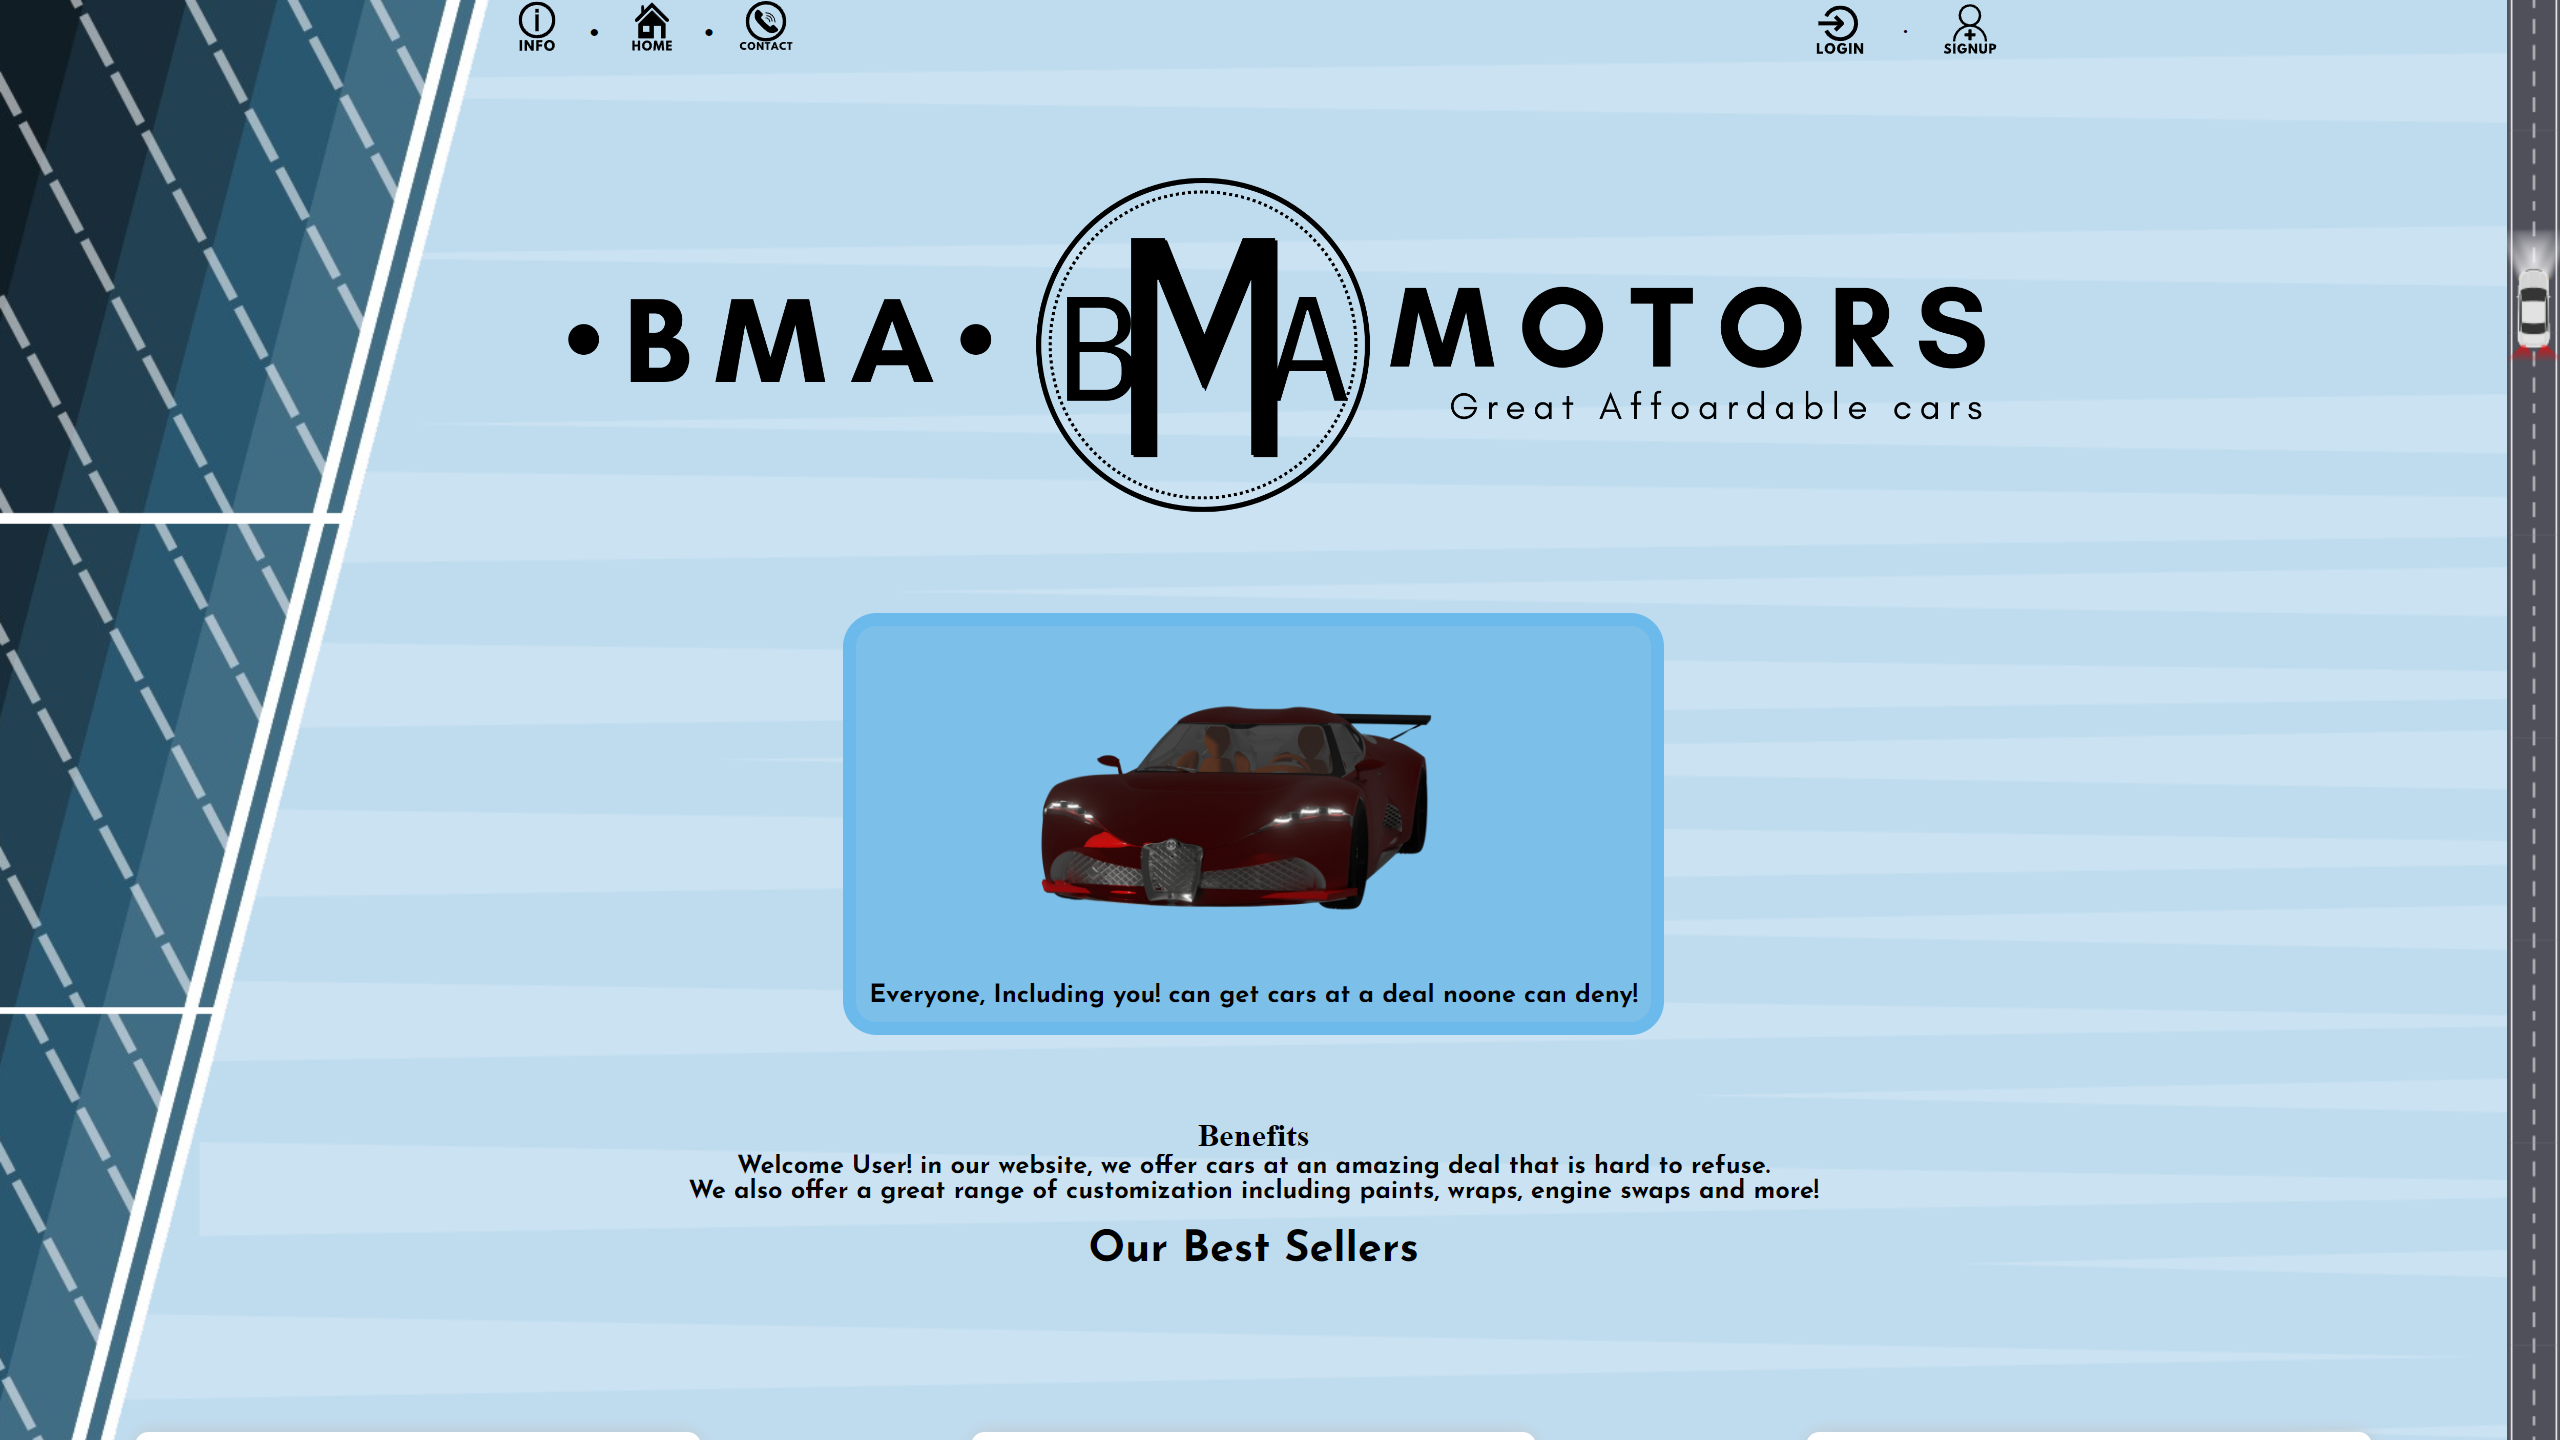 INFO • HOME • CONTACT
LOGIN · SIGNUP
•BMA• BMA MOTORS
Great Affoardable cars
Everyone, Including you! can get cars at a deal noone can deny!
Benefits
Welcome User! in our website, we offer cars at an amazing deal that is hard to refuse.
We also offer a great range of customization including paints, wraps, engine swaps and more!
Our Best Sellers